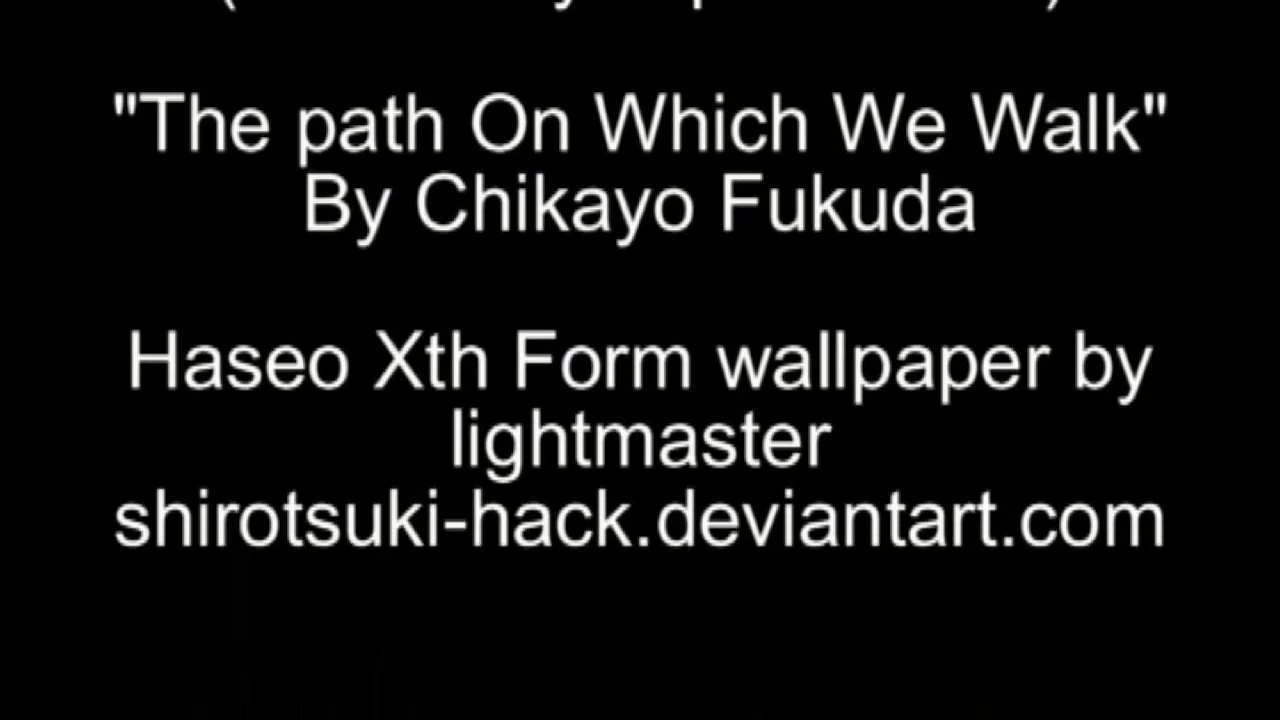 "The path On Which We Walk"
By Chikayo Fukuda
Haseo Xth Form wallpaper by
lightmaster
shirotsuki-hack.deviantart.com